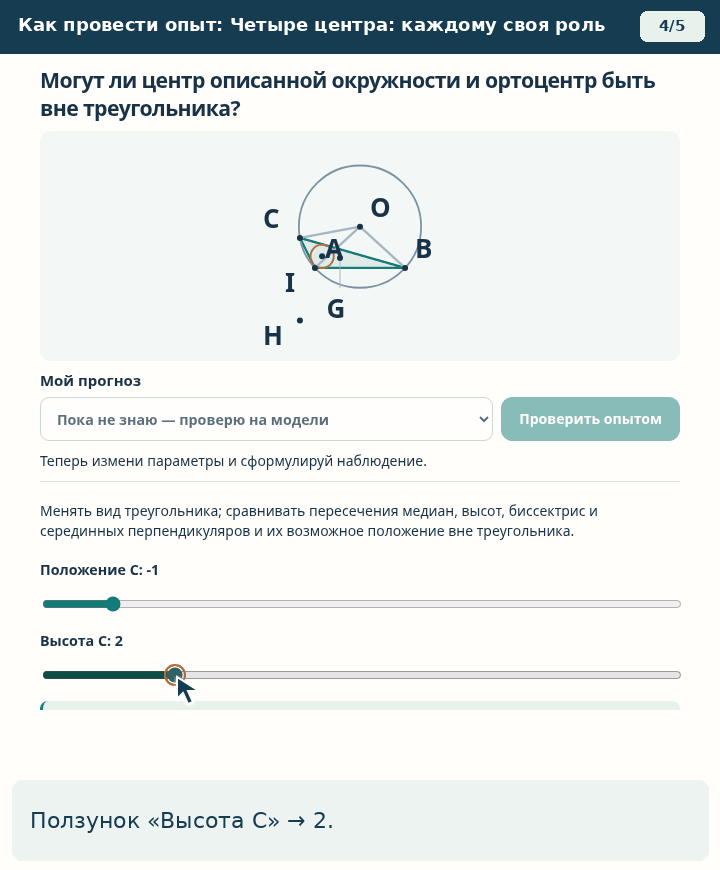 Как провести опыт: Четыре центра: каждому своя роль
4/5
Могут ли центр описанной окружности и ортоцентр быть
вне треугольника?
C
O
A
B
I
G
H
Мой прогноз
Пока не знаю — проверю на модели
Проверить опытом
Теперь измени параметры и сформулируй наблюдение.
Менять вид треугольника; сравнивать пересечения медиан, высот, биссектрис и
серединных перпендикуляров и их возможное положение вне треугольника.
Положение C: -1
Высота C: 2
Ползунок «Высота C» → 2.